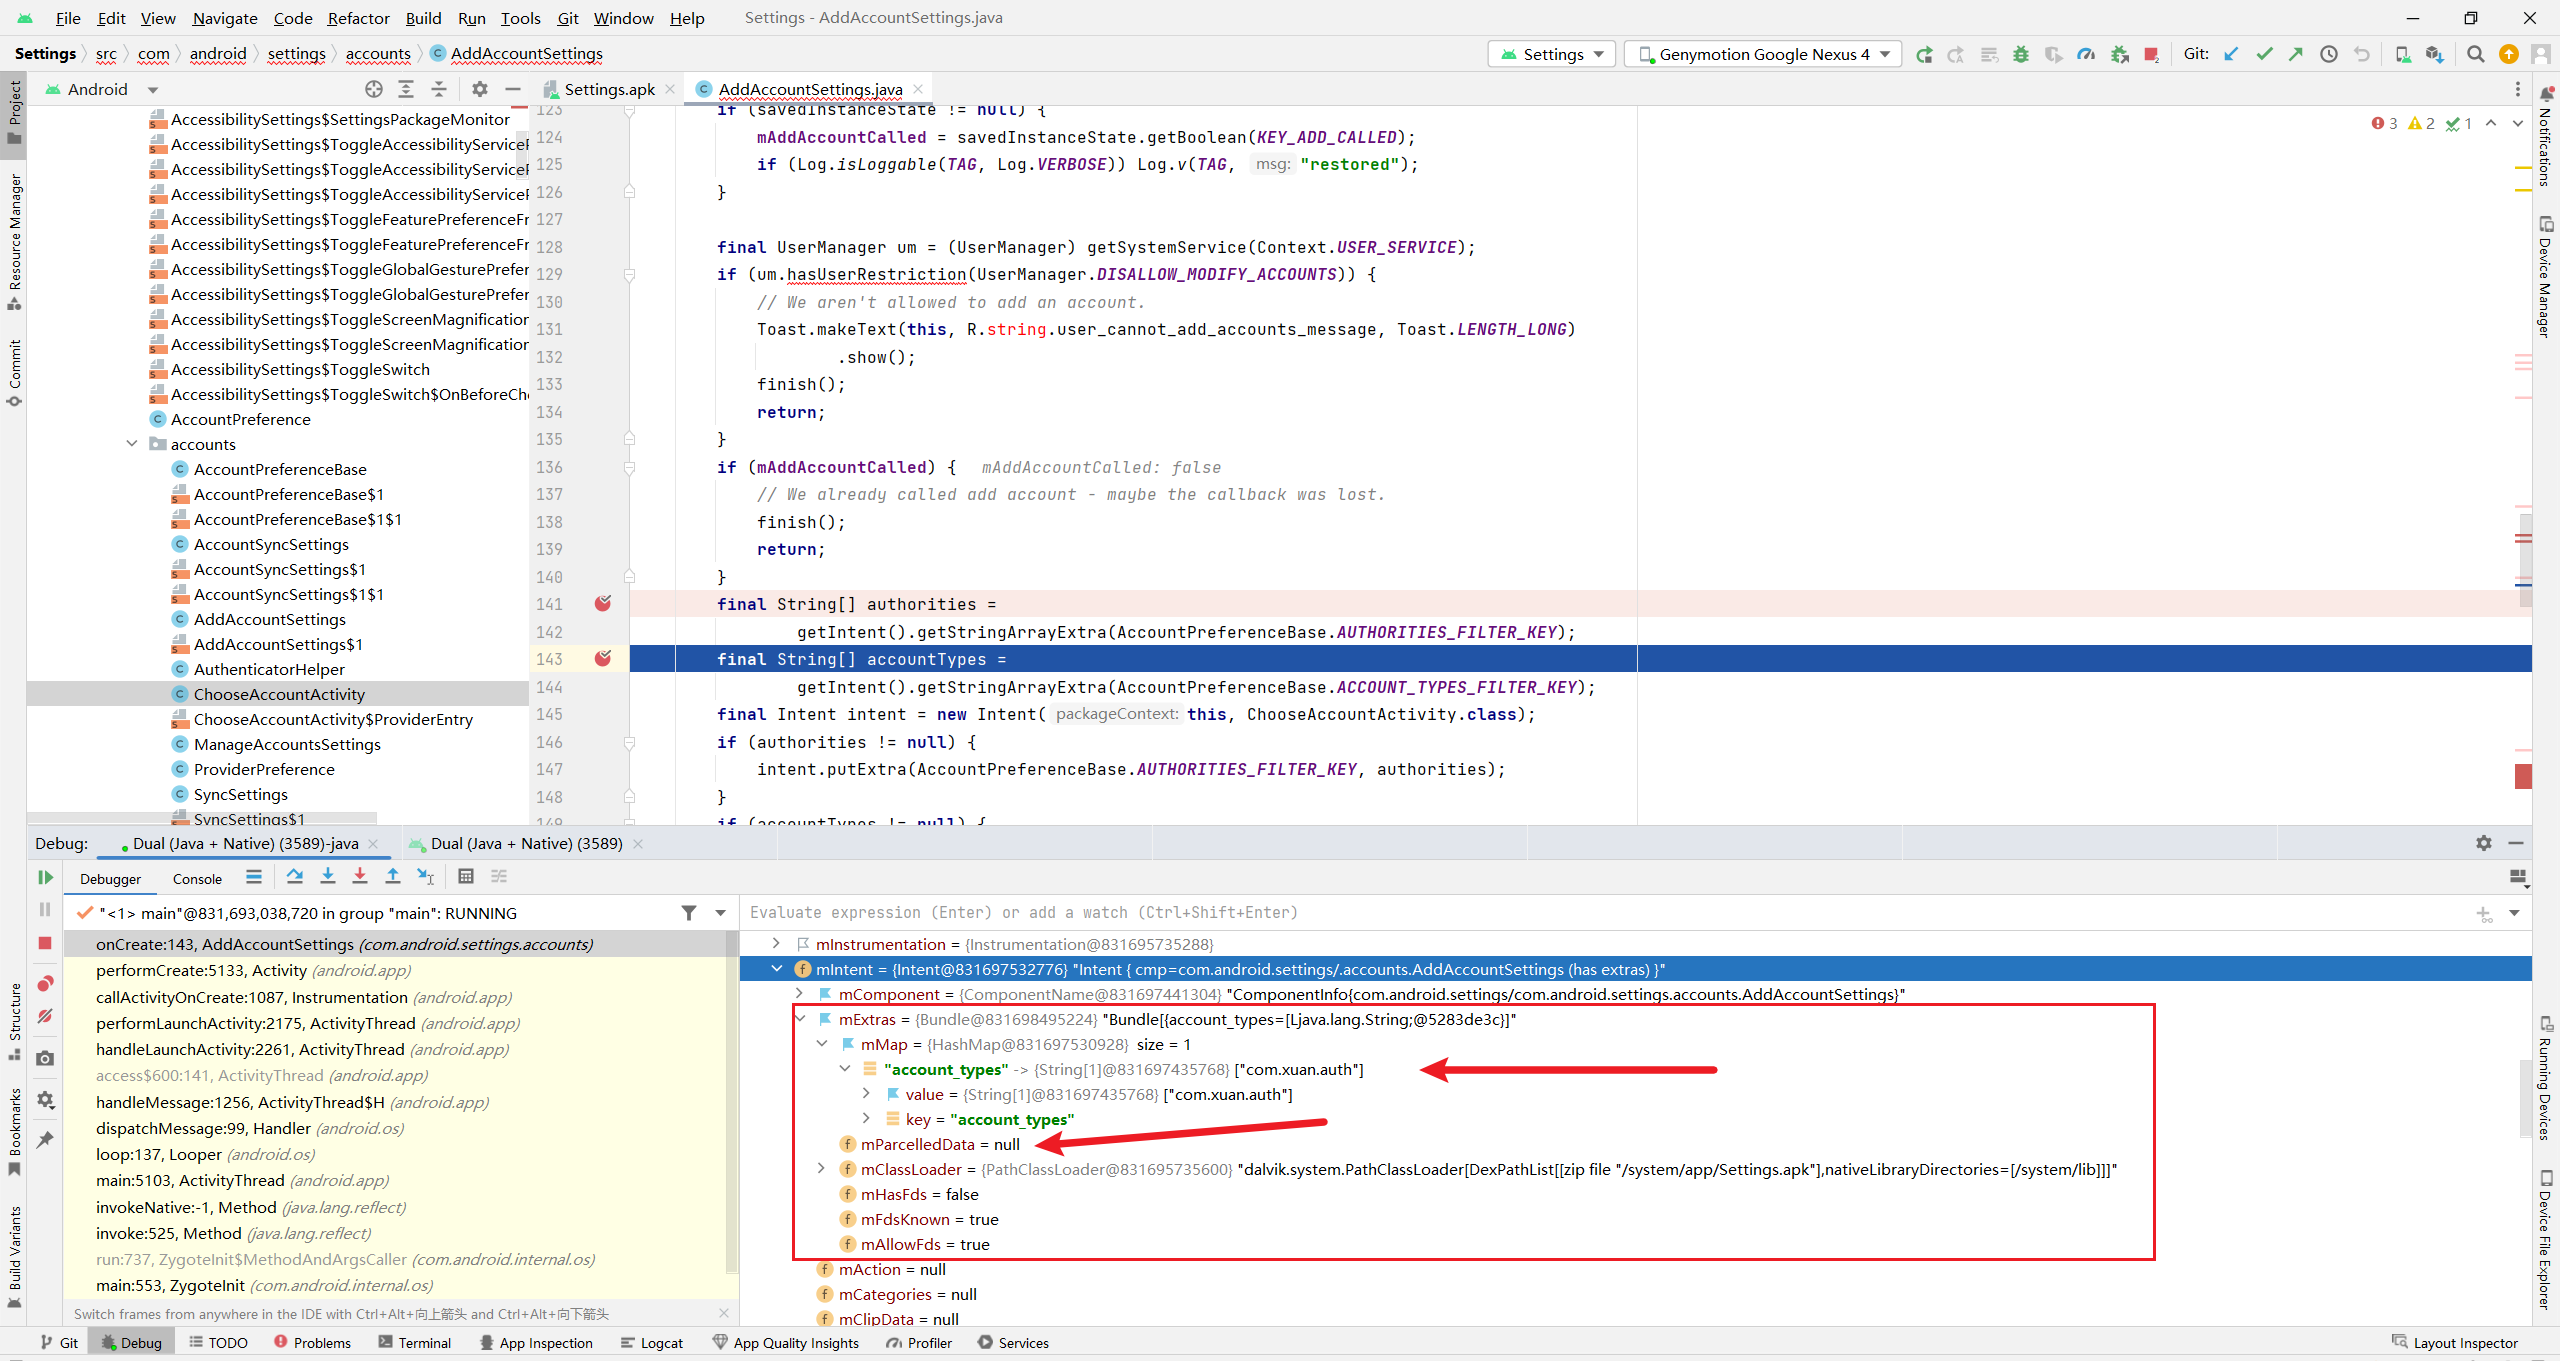 File Edit View Navigate Code Refactor Build Run Tools Git Window Help Settings - AddAccountSettings.java
Settings src com android settings accounts AddAccountSettings Settings Genymotion Google Nexus 4 Git:
Project
Resource Manager
Commit
Structure
Bookmarks
Build Variants
Android
AccessibilitySettings$SettingsPackageMonitor
AccessibilitySettings$ToggleAccessibilityService
AccessibilitySettings$ToggleAccessibilityService
AccessibilitySettings$ToggleAccessibilityService
AccessibilitySettings$ToggleFeaturePreferenceFr
AccessibilitySettings$ToggleFeaturePreferenceFr
AccessibilitySettings$ToggleGlobalGesturePrefer
AccessibilitySettings$ToggleGlobalGesturePrefer
AccessibilitySettings$ToggleScreenMagnification
AccessibilitySettings$ToggleScreenMagnification
AccessibilitySettings$ToggleSwitch
AccessibilitySettings$ToggleSwitch$OnBeforeCh
AccountPreference
accounts
AccountPreferenceBase
AccountPreferenceBase$1
AccountPreferenceBase$1$1
AccountSyncSettings
AccountSyncSettings$1
AccountSyncSettings$1$1
AddAccountSettings
AddAccountSettings$1
AuthenticatorHelper
ChooseAccountActivity
ChooseAccountActivity$ProviderEntry
ManageAccountsSettings
ProviderPreference
SyncSettings
SyncSettings$1
Settings.apk AddAccountSettings.java
3 2 1
123 if (savedInstanceState != null) {
124 mAddAccountCalled = savedInstanceState.getBoolean(KEY_ADD_CALLED);
125 if (Log.isLoggable(TAG, Log.VERBOSE)) Log.v(TAG, msg: "restored");
126 }
127
128 final UserManager um = (UserManager) getSystemService(Context.USER_SERVICE);
129 if (um.hasUserRestriction(UserManager.DISALLOW_MODIFY_ACCOUNTS)) {
130 // We aren't allowed to add an account.
131 Toast.makeText(this, R.string.user_cannot_add_accounts_message, Toast.LENGTH_LONG)
132 .show();
133 finish();
134 return;
135 }
136 if (mAddAccountCalled) { mAddAccountCalled: false
137 // We already called add account - maybe the callback was lost.
138 finish();
139 return;
140 }
141 final String[] authorities =
142 getIntent().getStringArrayExtra(AccountPreferenceBase.AUTHORITIES_FILTER_KEY);
143 final String[] accountTypes =
144 getIntent().getStringArrayExtra(AccountPreferenceBase.ACCOUNT_TYPES_FILTER_KEY);
145 final Intent intent = new Intent( packageContext: this, ChooseAccountActivity.class);
146 if (authorities != null) {
147 intent.putExtra(AccountPreferenceBase.AUTHORITIES_FILTER_KEY, authorities);
148 }
149 if (accountTypes != null) {
Notifications
Device Manager
Running Devices
Device File Explorer
Debug: Dual (Java + Native) (3589)-java Dual (Java + Native) (3589)
Debugger Console
"<1> main"@831,693,038,720 in group "main": RUNNING
onCreate:143, AddAccountSettings (com.android.settings.accounts)
performCreate:5133, Activity (android.app)
callActivityOnCreate:1087, Instrumentation (android.app)
performLaunchActivity:2175, ActivityThread (android.app)
handleLaunchActivity:2261, ActivityThread (android.app)
access$600:141, ActivityThread (android.app)
handleMessage:1256, ActivityThread$H (android.app)
dispatchMessage:99, Handler (android.os)
loop:137, Looper (android.os)
main:5103, ActivityThread (android.app)
invokeNative:-1, Method (java.lang.reflect)
invoke:525, Method (java.lang.reflect)
run:737, ZygoteInit$MethodAndArgsCaller (com.android.internal.os)
main:553, ZygoteInit (com.android.internal.os)
Switch frames from anywhere in the IDE with Ctrl+Alt+向上箭头 and Ctrl+Alt+向下箭头
Evaluate expression (Enter) or add a watch (Ctrl+Shift+Enter)
mInstrumentation = {Instrumentation@831695735288}
mIntent = {Intent@831697532776} "Intent { cmp=com.android.settings/.accounts.AddAccountSettings (has extras) }"
mComponent = {ComponentName@831697441304} "ComponentInfo{com.android.settings/com.android.settings.accounts.AddAccountSettings}"
mExtras = {Bundle@831698495224} "Bundle[{account_types=[Ljava.lang.String;@5283de3c}]"
mMap = {HashMap@831697530928} size = 1
"account_types" -> {String[1]@831697435768} ["com.xuan.auth"]
value = {String[1]@831697435768} ["com.xuan.auth"]
key = "account_types"
mParcelledData = null
mClassLoader = {PathClassLoader@831695735600} "dalvik.system.PathClassLoader[DexPathList[[zip file "/system/app/Settings.apk"],nativeLibraryDirectories=[/system/lib]]]"
mHasFds = false
mFdsKnown = true
mAllowFds = true
mAction = null
mCategories = null
mClipData = null
Git Debug TODO Problems Terminal App Inspection Logcat App Quality Insights Profiler Services Layout Inspector